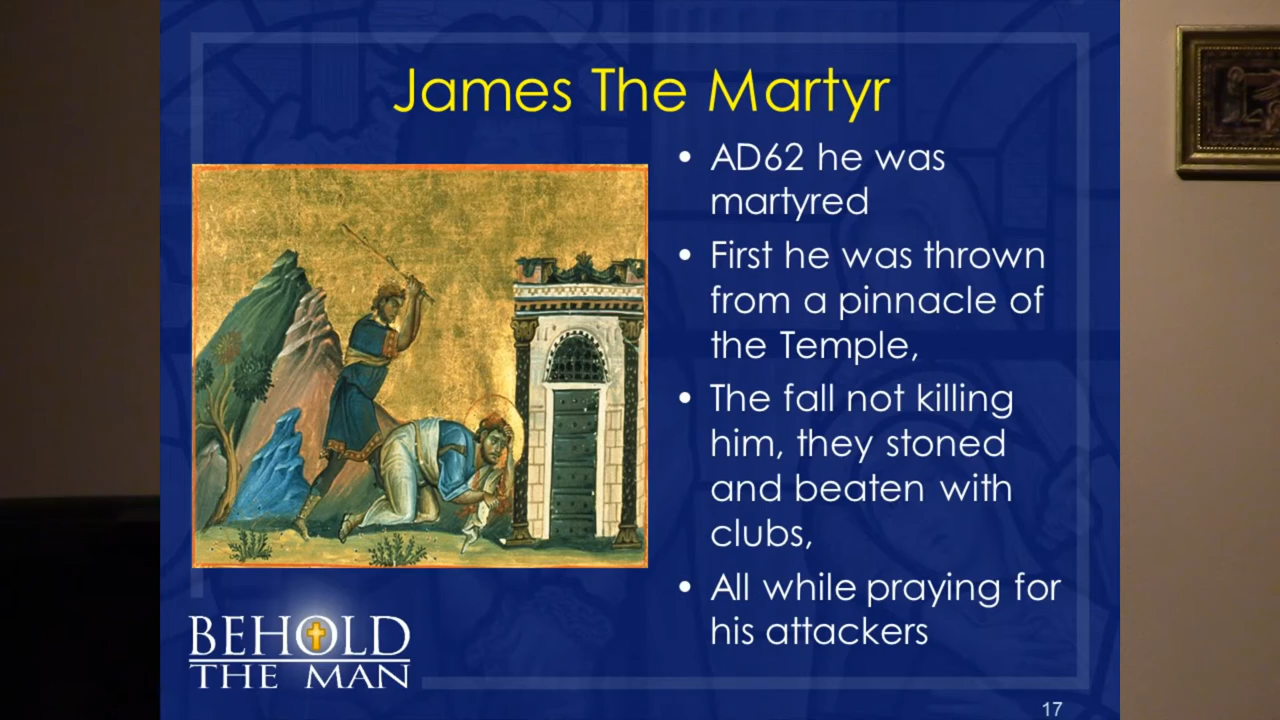 James The Martyr
• AD62 he was
martyred
• First he was thrown
from a pinnacle of
the Temple,
• The fall not killing
him, they stoned
and beaten with
clubs,
• All while praying for
his attackers
BEHOLD
THE MAN
17